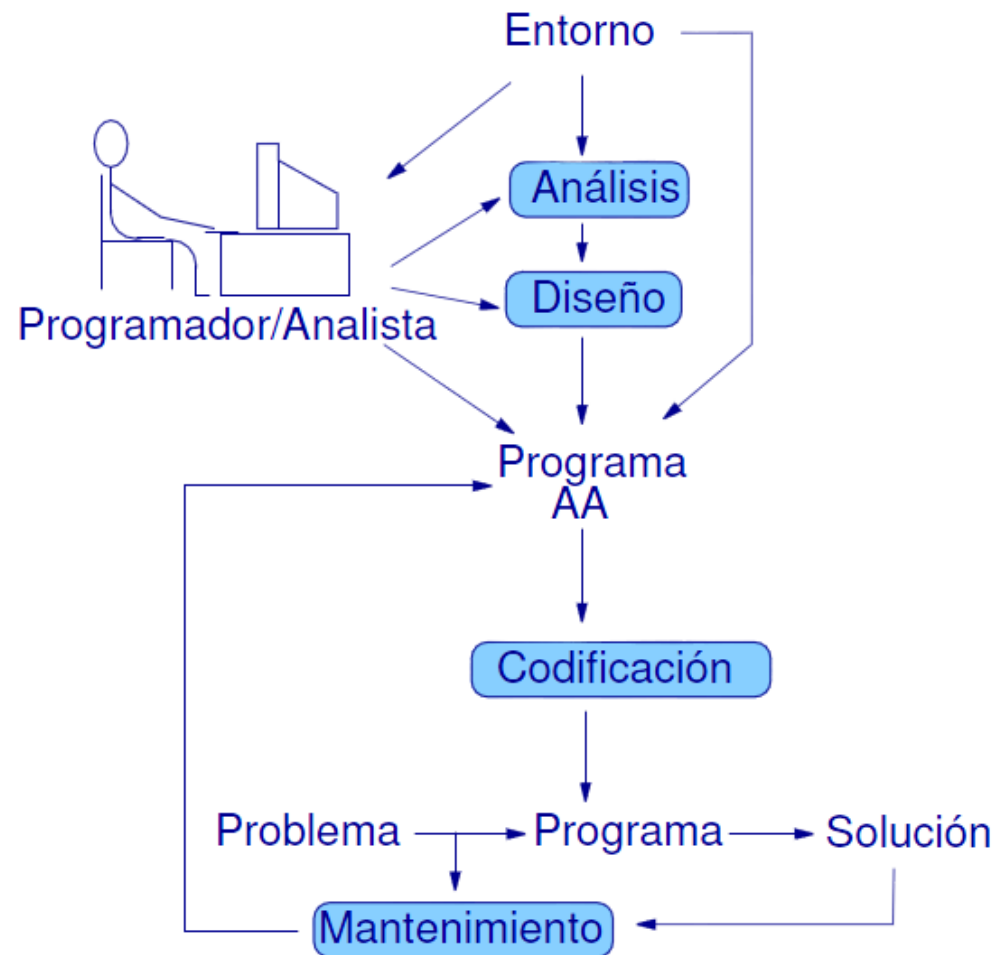 Entorno
Análisis
Diseño
Programador/Analista
Programa
AA
Codificación
Problema
Programa
Solución
Mantenimiento